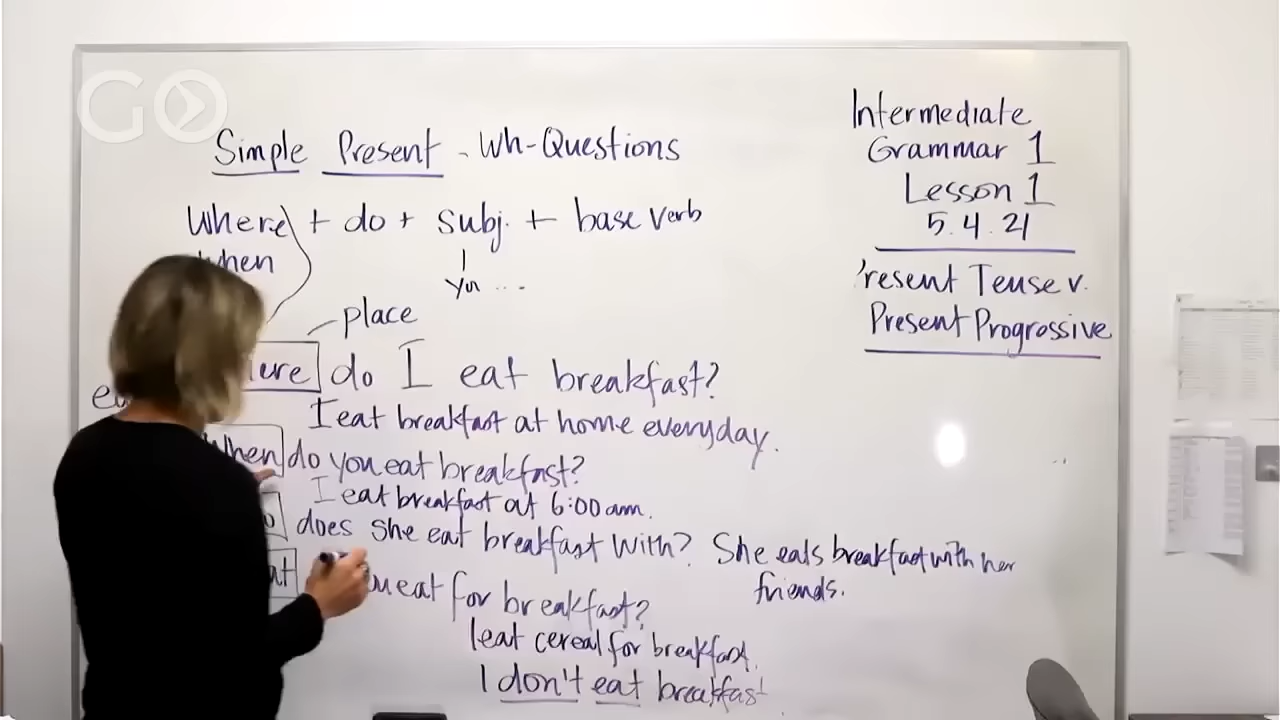 GO
Simple Present - Wh-Questions
Where + do + subj. + base verb
when
You ...
place
do I eat breakfast?
I eat breakfast at home everyday.
When do you eat breakfast?
I eat breakfast at 6:00 am.
does she eat breakfast with? She eats breakfast with her
friends.
eat for breakfast?
I eat cereal for breakfast.
I don't eat breakfast
Intermediate
Grammar 1
Lesson 1
5.4.21
resent Tense v.
Present Progressive